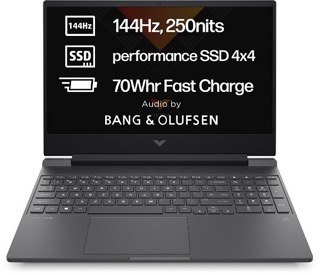 144Hz
144Hz, 250nits
SSD
performance SSD 4x4
70Whr Fast Charge
Audio by
BANG & OLUFSEN